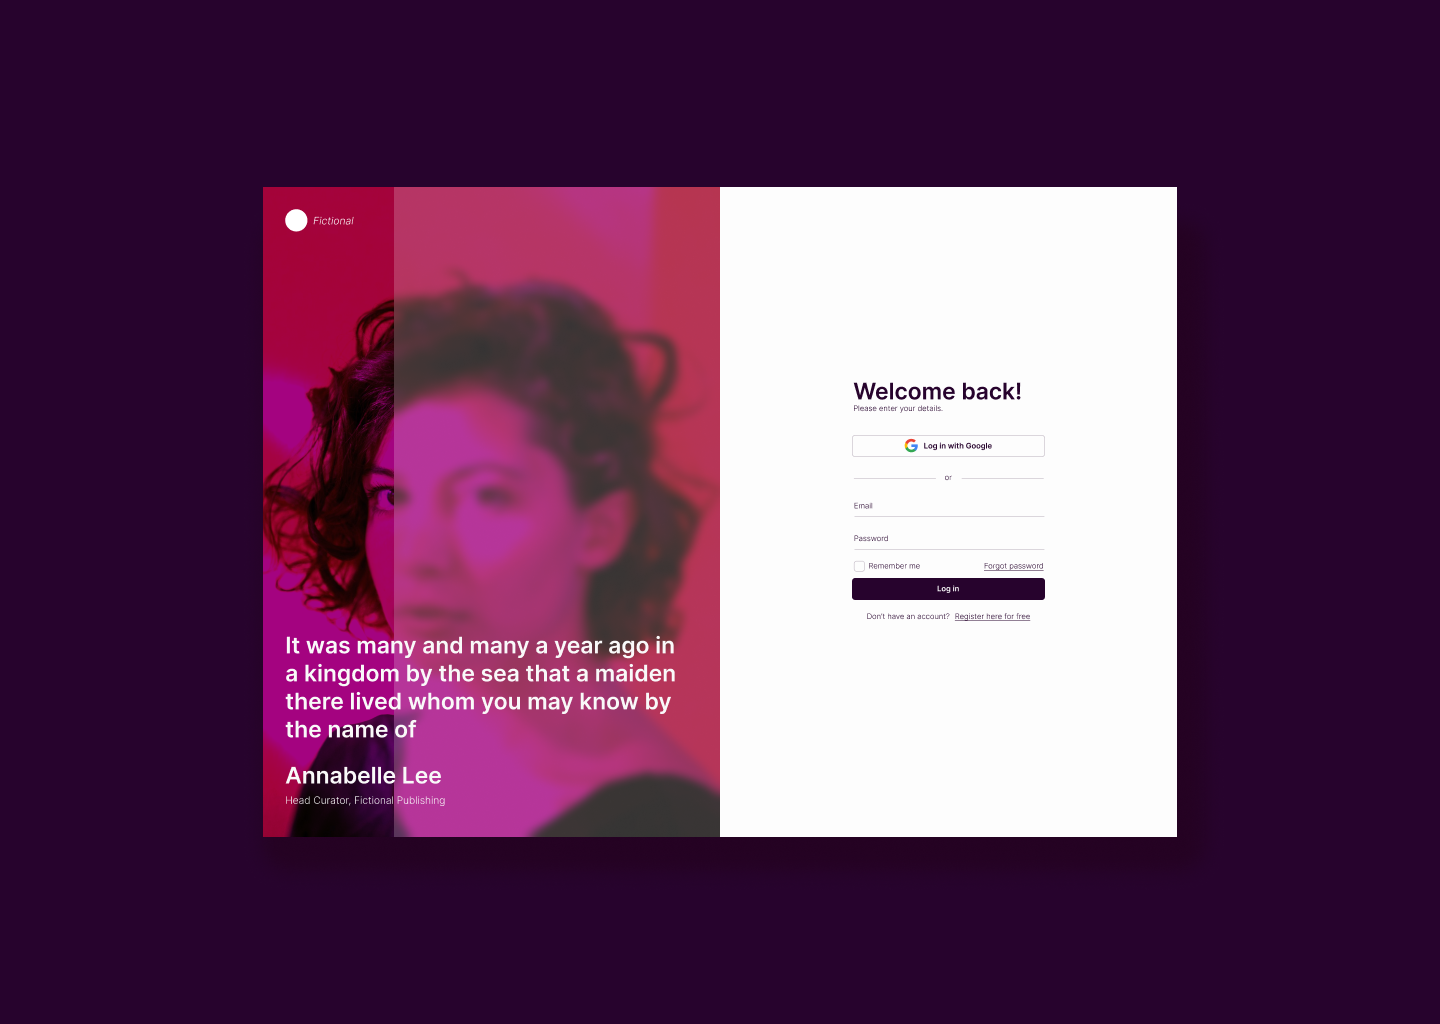 Fictional
It was many and many a year ago in
a kingdom by the sea that a maiden
there lived whom you may know by
the name of
Annabelle Lee
Head Curator, Fictional Publishing
Welcome back!
Please enter your details.
Log in with Google
or
Email
Password
Remember me Forgot password
Log in
Don't have an account? Register here for free